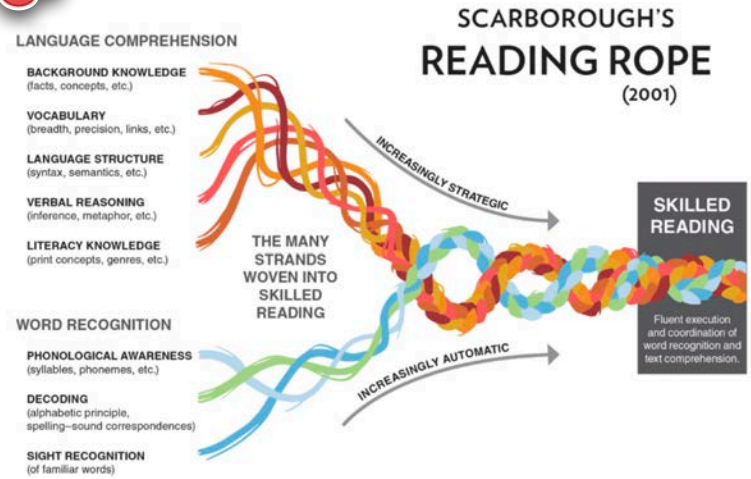 SCARBOROUGH'S
READING ROPE
(2001)
LANGUAGE COMPREHENSION
BACKGROUND KNOWLEDGE
(facts, concepts, etc.)
VOCABULARY
(breadth, precision, links, etc.)
LANGUAGE STRUCTURE
(syntax, semantics, etc.)
VERBAL REASONING
(inference, metaphor, etc.)
LITERACY KNOWLEDGE
(print concepts, genres, etc.)
THE MANY
STRANDS
WOVEN INTO
SKILLED
READING
WORD RECOGNITION
PHONOLOGICAL AWARENESS
(syllables, phonemes, etc.)
DECODING
(alphabetic principle,
spelling–sound correspondences)
SIGHT RECOGNITION
(of familiar words)
INCREASINGLY STRATEGIC
INCREASINGLY AUTOMATIC
SKILLED
READING
Fluent execution
and coordination of
word recognition and
text comprehension.